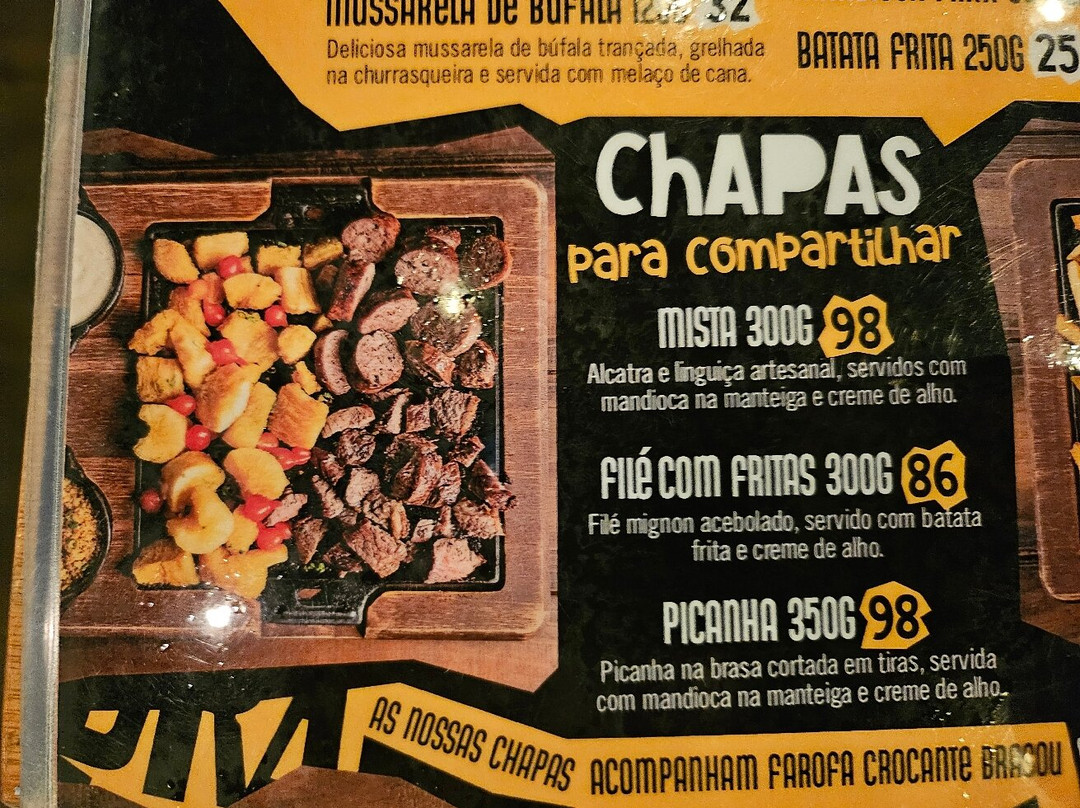 MUSSARELA DE BÚFALA 32
Deliciosa mussarela de búfala trançada, grelhada
na churrasqueira e servida com melaço de cana.
BATATA FRITA 250G 25
CHAPAS
para compartilhar
MISTA 300G 98
Alcatra e linguiça artesanal, servidos com
mandioca na manteiga e creme de alho.
FILÉ COM FRITAS 300G 86
Filé mignon acebolado, servido com batata
frita e creme de alho.
PICANHA 350G 98
Picanha na brasa cortada em tiras, servida
com mandioca na manteiga e creme de alho.
AS NOSSAS CHAPAS ACOMPANHAM FAROFA CROCANTE BRASOU